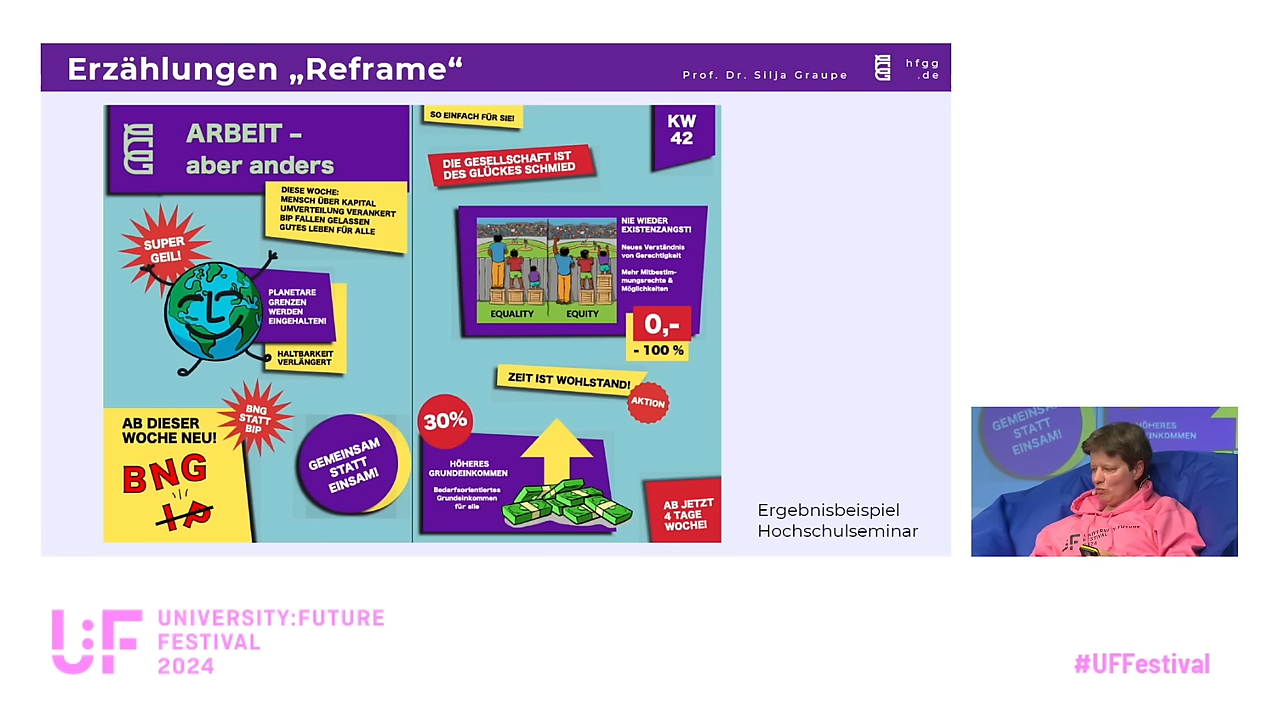 Erzählungen „Reframe“
Prof. Dr. Silja Graupe
hfgg
.de
ARBEIT –
aber anders
DIESE WOCHE:
MENSCH ÜBER KAPITAL
UMVERTEILUNG VERANKERT
BIP FALLEN GELASSEN
GUTES LEBEN FÜR ALLE
SUPER
GEIL!
PLANETARE
GRENZEN
WERDEN
EINGEHALTEN!
HALTBARKEIT
VERLÄNGERT
AB DIESER
WOCHE NEU!
BNG
STATT
BIP
BNG
GEMEINSAM
STATT
EINSAM!
SO EINFACH FÜR SIE!
KW
42
DIE GESELLSCHAFT IST
DES GLÜCKES SCHMIED
NIE WIEDER
EXISTENZANGST!
Neues Verständnis
von Gerechtigkeit
Mehr Mitbestim-
mungsrechte &
Möglichkeiten
EQUALITY
EQUITY
0,-
- 100 %
ZEIT IST WOHLSTAND!
AKTION
30%
HÖHERES
GRUNDEINKOMMEN
Bedarfsorientiertes
Grundeinkommen
für alle
AB JETZT
4 TAGE
WOCHE!
Ergebnisbeispiel
Hochschulseminar
GEMEINSAM
STATT
EINSAM!
HÖHERES
U:F
UNIVERSITY:FUTURE
FESTIVAL
2024
#UFFestival